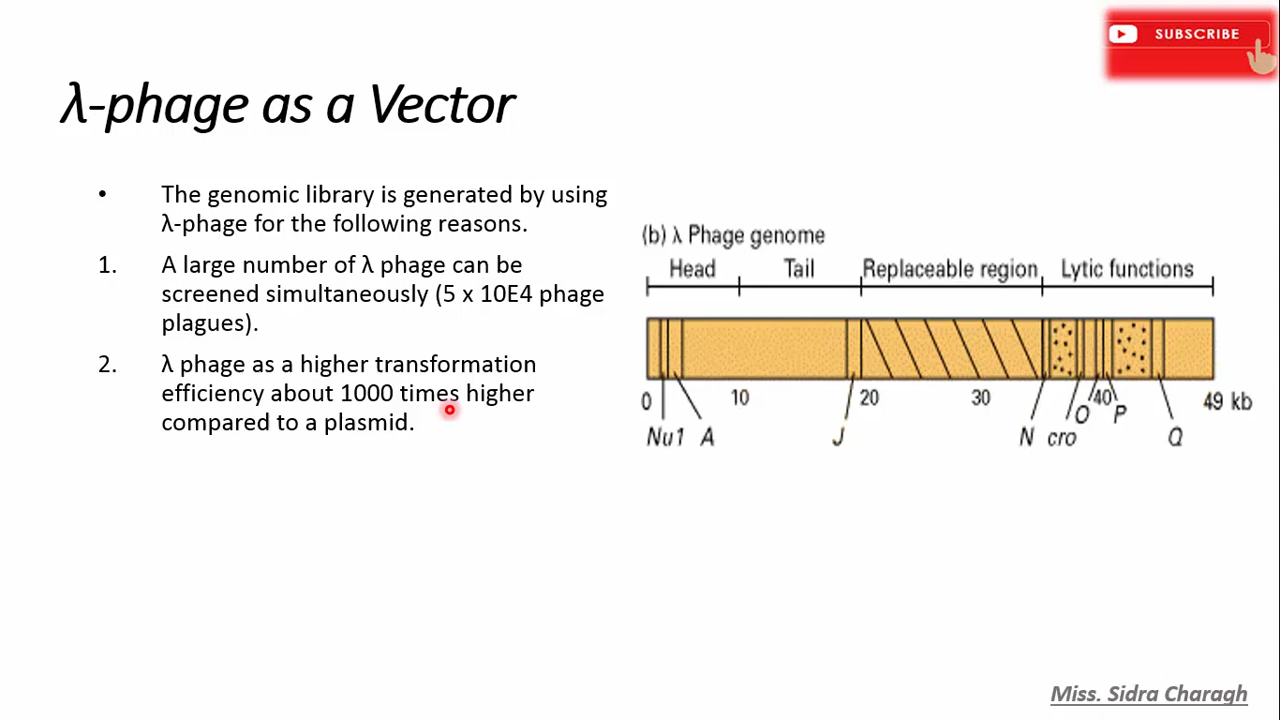 SUBSCRIBE
λ-phage as a Vector
• The genomic library is generated by using
λ-phage for the following reasons.
1. A large number of λ phage can be
screened simultaneously (5 x 10E4 phage
plagues).
2. λ phage as a higher transformation
efficiency about 1000 times higher
compared to a plasmid.
(b) λ Phage genome
Head Tail Replaceable region Lytic functions
0 10 20 30 40 49 kb
Nu1 A J N cro O P Q
Miss. Sidra Charagh